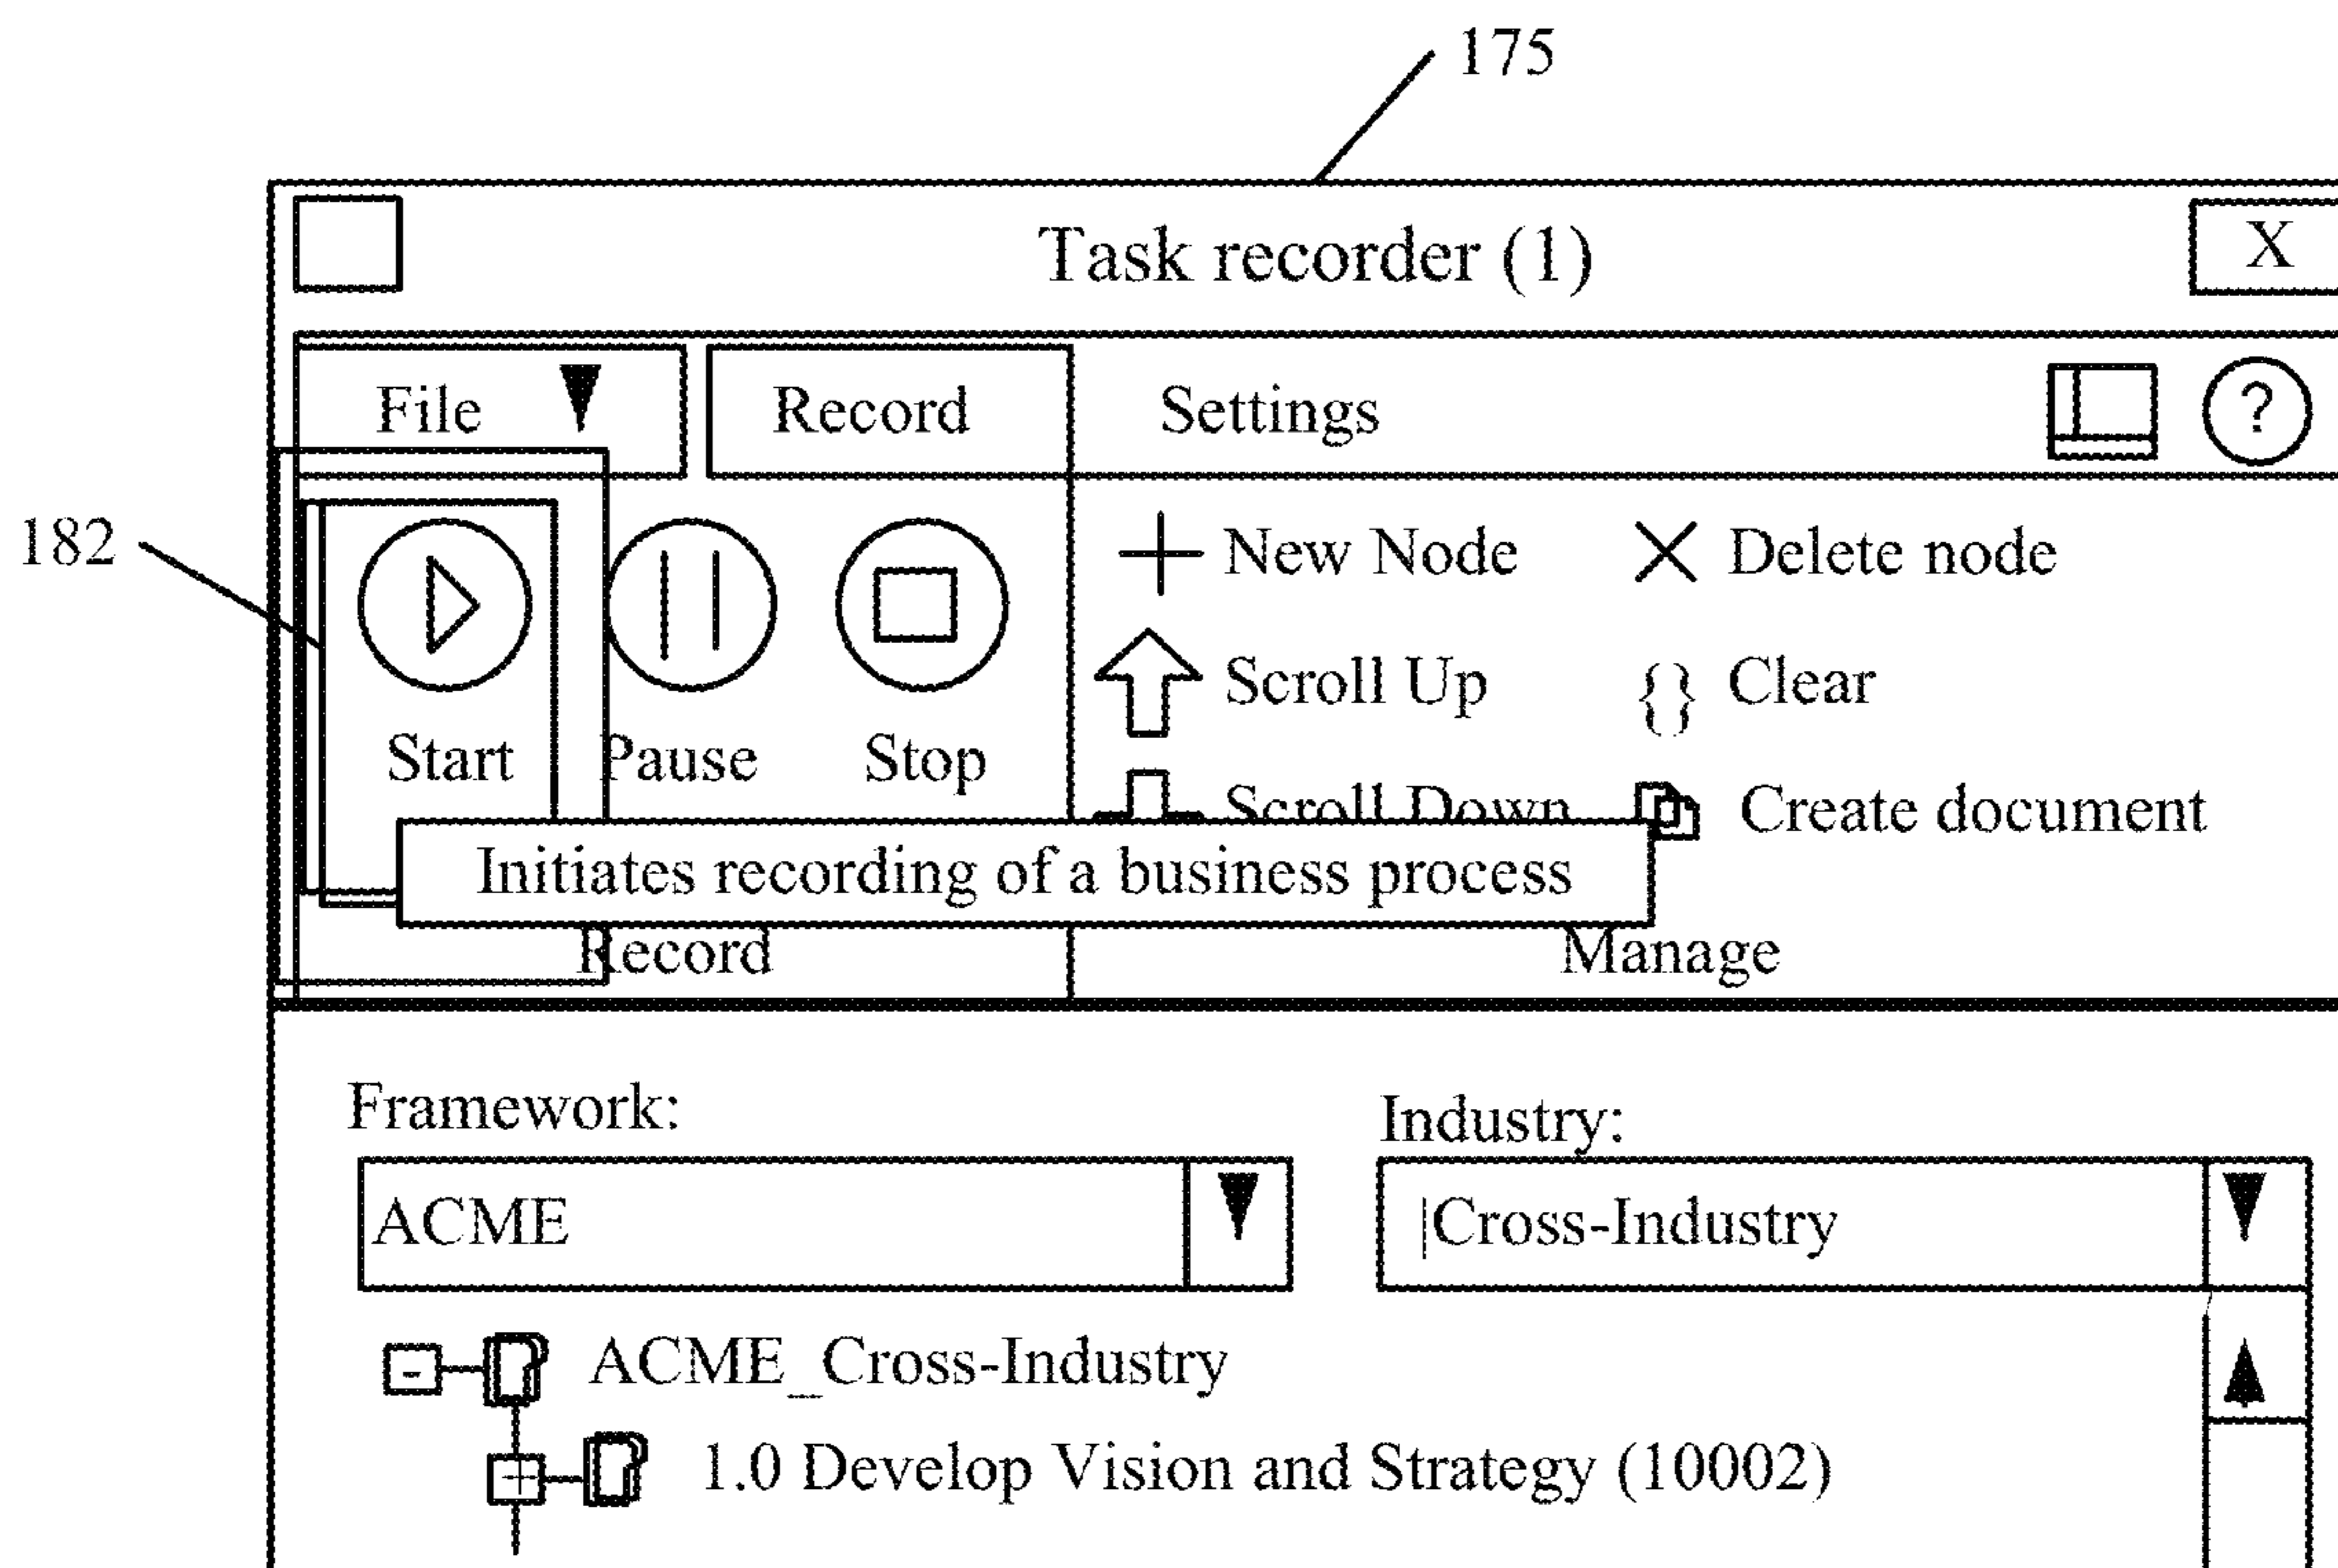 175
Task recorder (1) X
File Record Settings ?
182
New Node Delete node
Scroll Up {} Clear
Start Pause Stop
Scroll Down Create document
Initiates recording of a business process
Record Manage
Framework: Industry:
ACME Cross-Industry
- ACME_Cross-Industry
+ 1.0 Develop Vision and Strategy (10002)